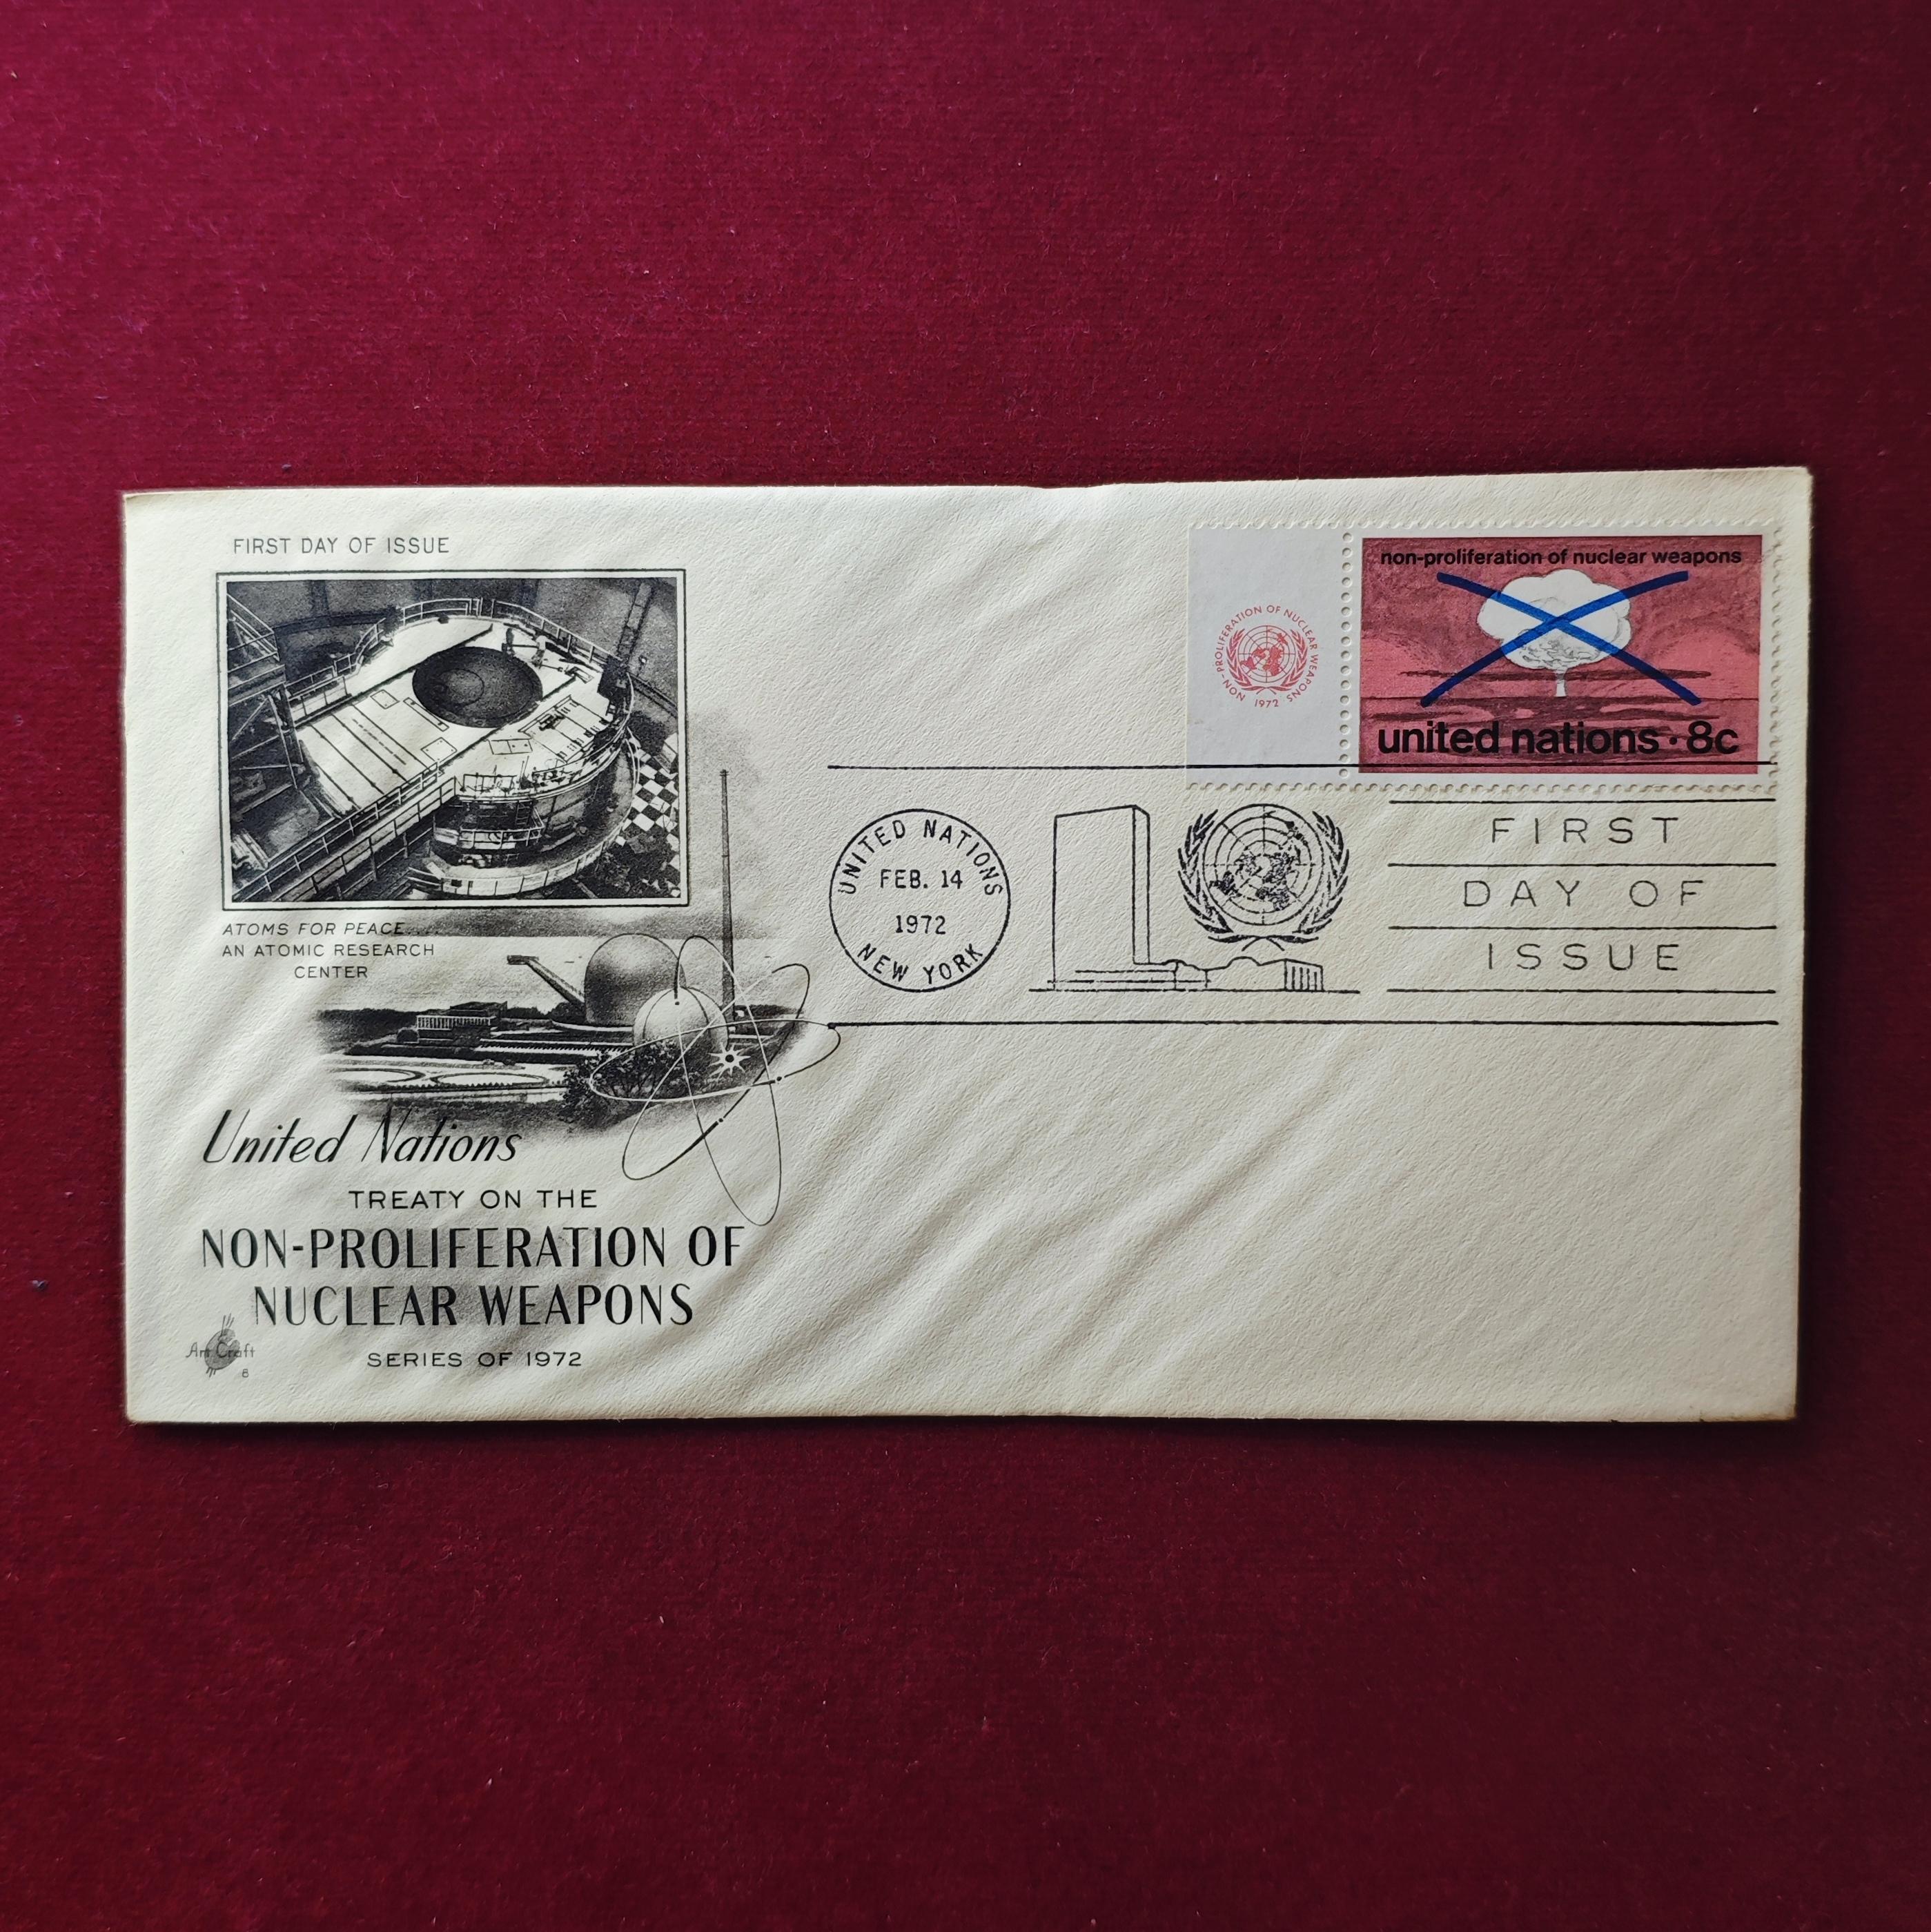 FIRST DAY OF ISSUE
ATOMS FOR PEACE....
AN ATOMIC RESEARCH
CENTER
United Nations
TREATY ON THE
NON-PROLIFERATION OF
NUCLEAR WEAPONS
SERIES OF 1972
Art Craft
8
NON-PROLIFERATION OF NUCLEAR WEAPONS
1972
non-proliferation of nuclear weapons
united nations · 8c
UNITED NATIONS
FEB. 14
1972
NEW YORK
FIRST
DAY OF
ISSUE